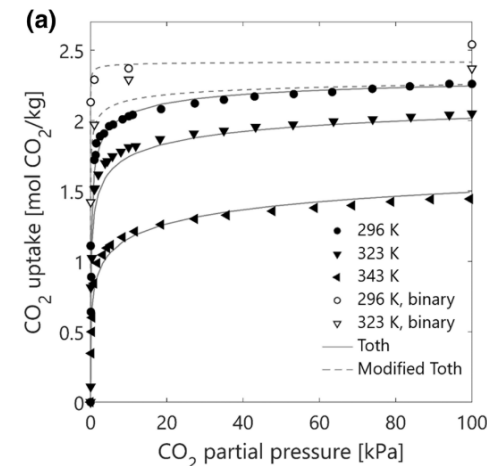 (a)
2.5
2
1.5
1
0.5
0
CO2 uptake [mol CO2/kg]
296 K
323 K
343 K
296 K, binary
323 K, binary
Toth
Modified Toth
0 20 40 60 80 100
CO2 partial pressure [kPa]